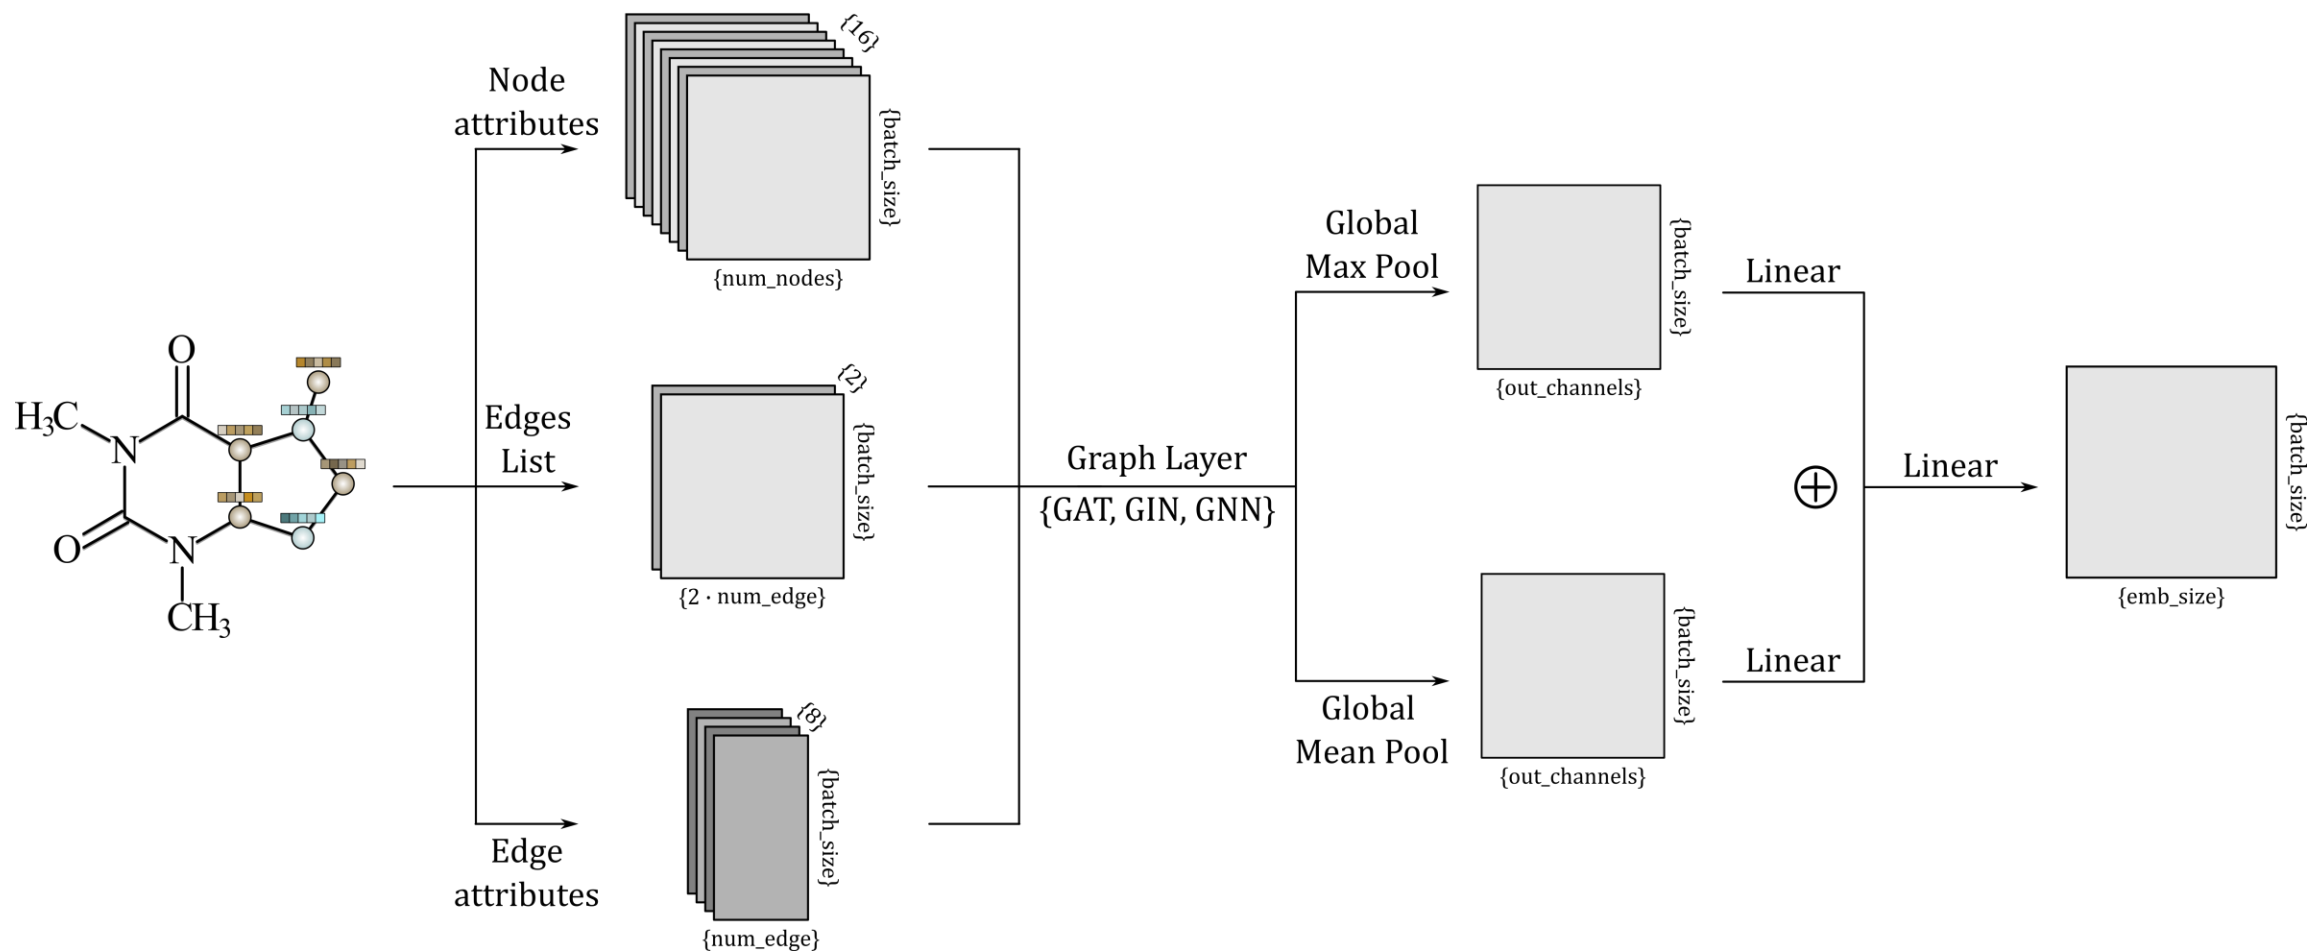 O
H₃C
N
O
N
CH₃
Node
attributes
{16}
{batch_size}
{num_nodes}
Edges
List
{2}
{batch_size}
{2 · num_edge}
Edge
attributes
{8}
{batch_size}
{num_edge}
Graph Layer
{GAT, GIN, GNN}
Global
Max Pool
{batch_size}
{out_channels}
Global
Mean Pool
{batch_size}
{out_channels}
Linear
⊕
Linear
Linear
{batch_size}
{emb_size}